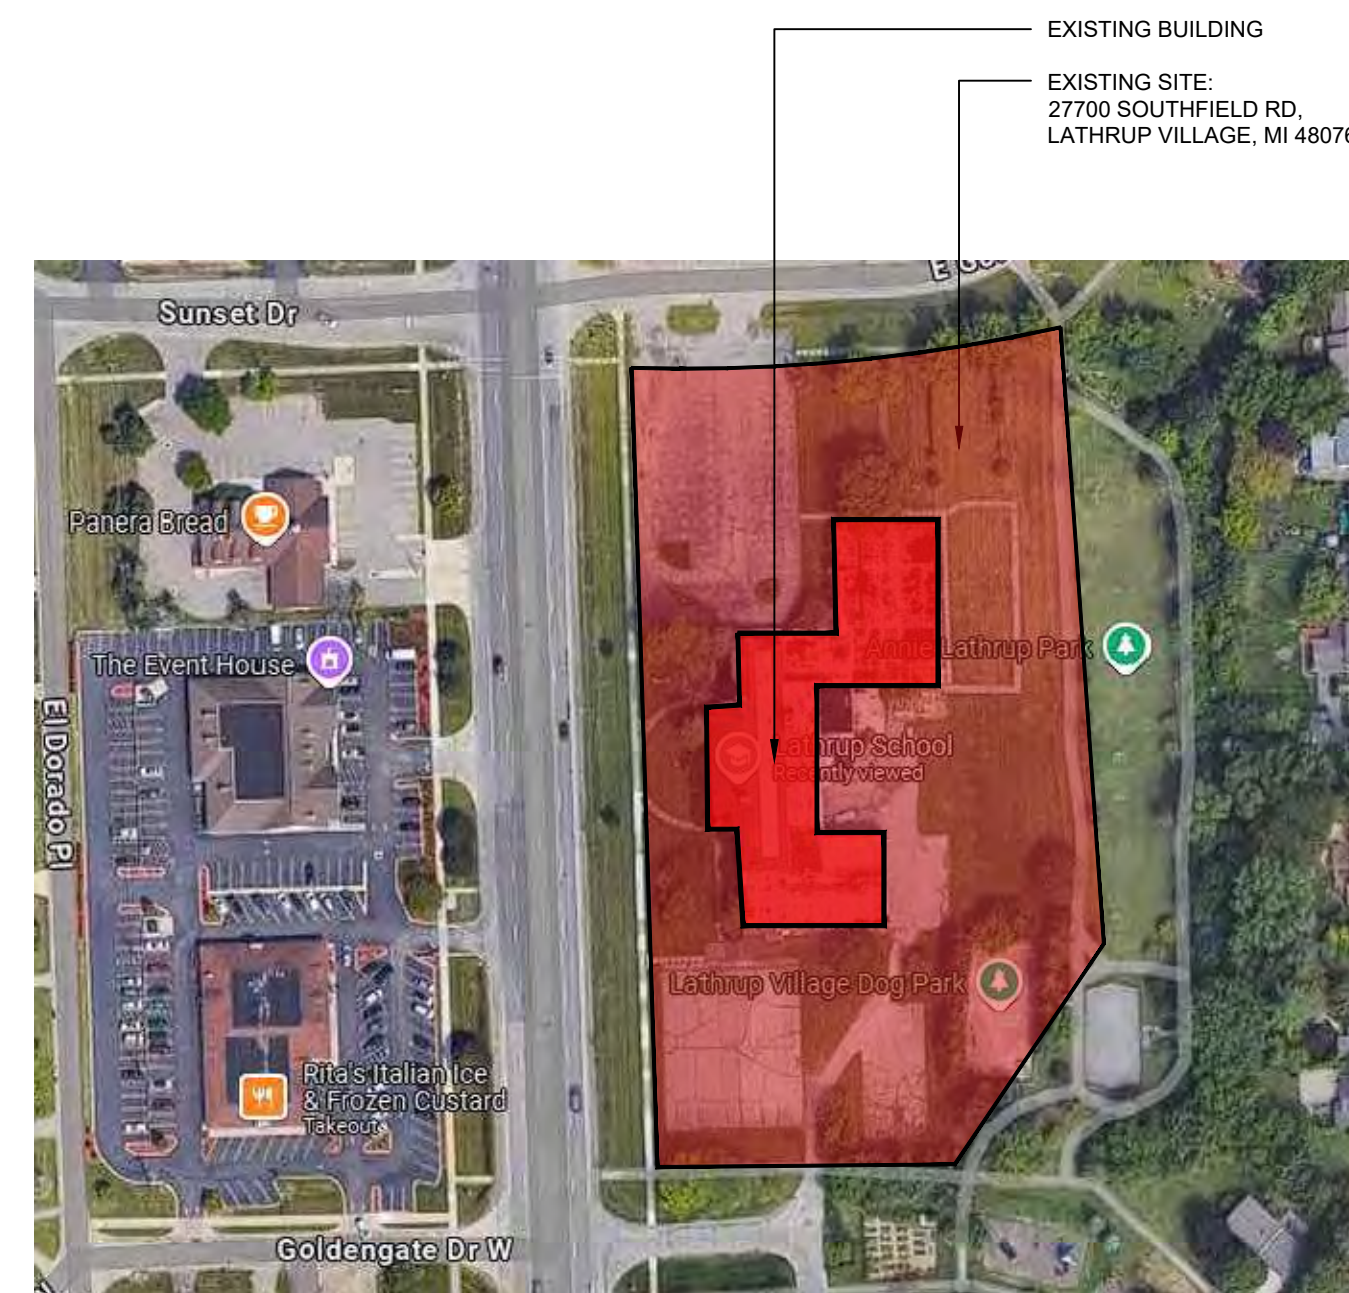 EXISTING BUILDING
EXISTING SITE:
27700 SOUTHFIELD RD,
LATHRUP VILLAGE, MI 48076
Sunset Dr
Panera Bread
The Event House
Annie Lathrup Park
El Dorado Pl
Lathrup School
Recently viewed
Lathrup Village Dog Park
Rita's Italian Ice
& Frozen Custard
Takeout
Goldengate Dr W